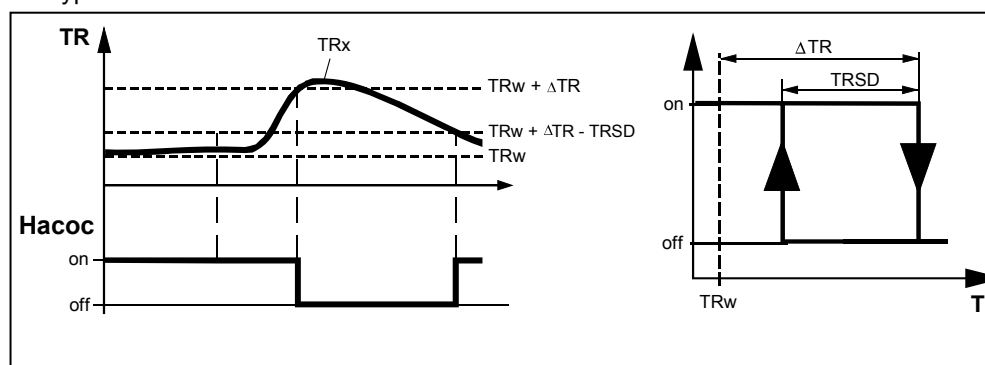 TR
TRx
TRw + ΔTR
TRw + ΔTR - TRSD
TRw
Насос
on
off
ΔTR
TRSD
on
off
TRw
T